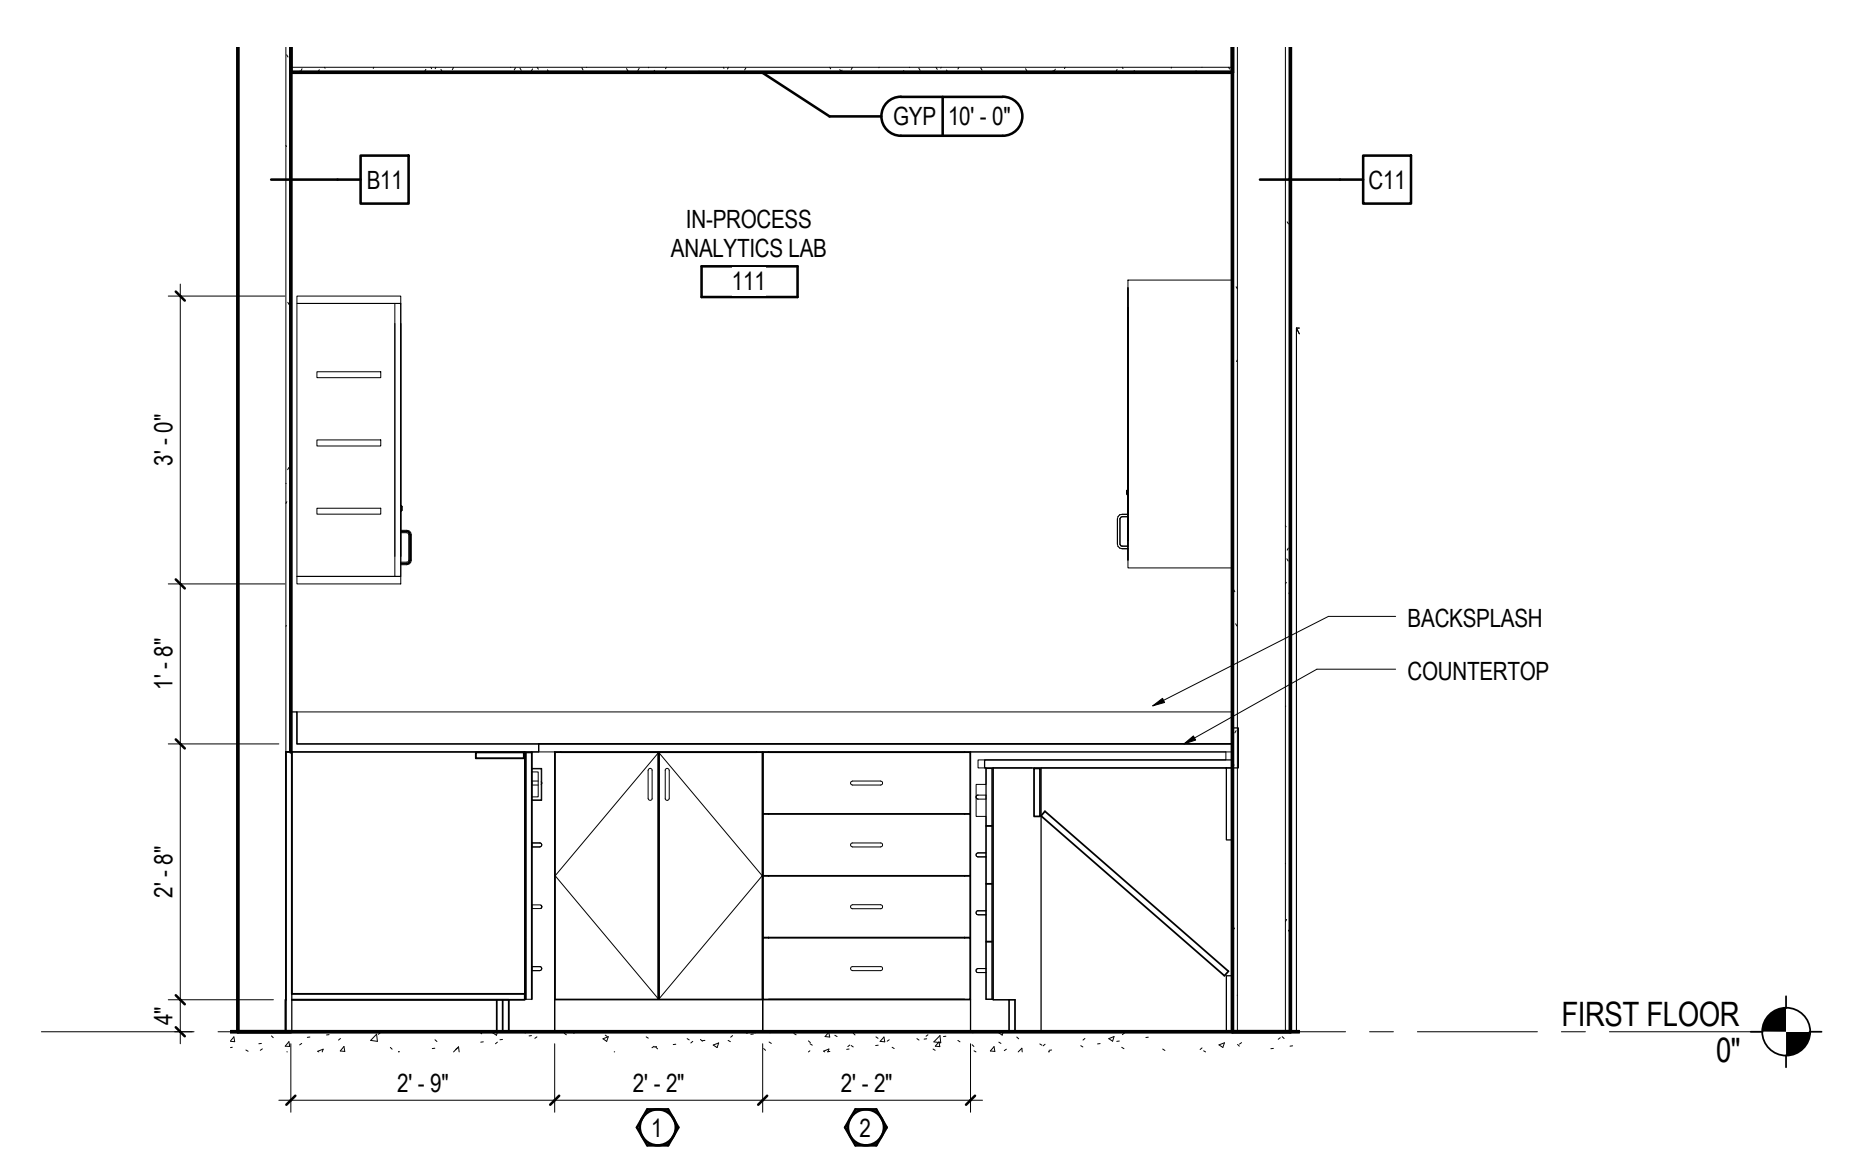 GYP 10' - 0"
B11
C11
IN-PROCESS
ANALYTICS LAB
111
3' - 0"
BACKSPLASH
1' - 8"
COUNTERTOP
2' - 8"
4"
FIRST FLOOR
0"
2' - 9"
2' - 2"
2' - 2"
1
2